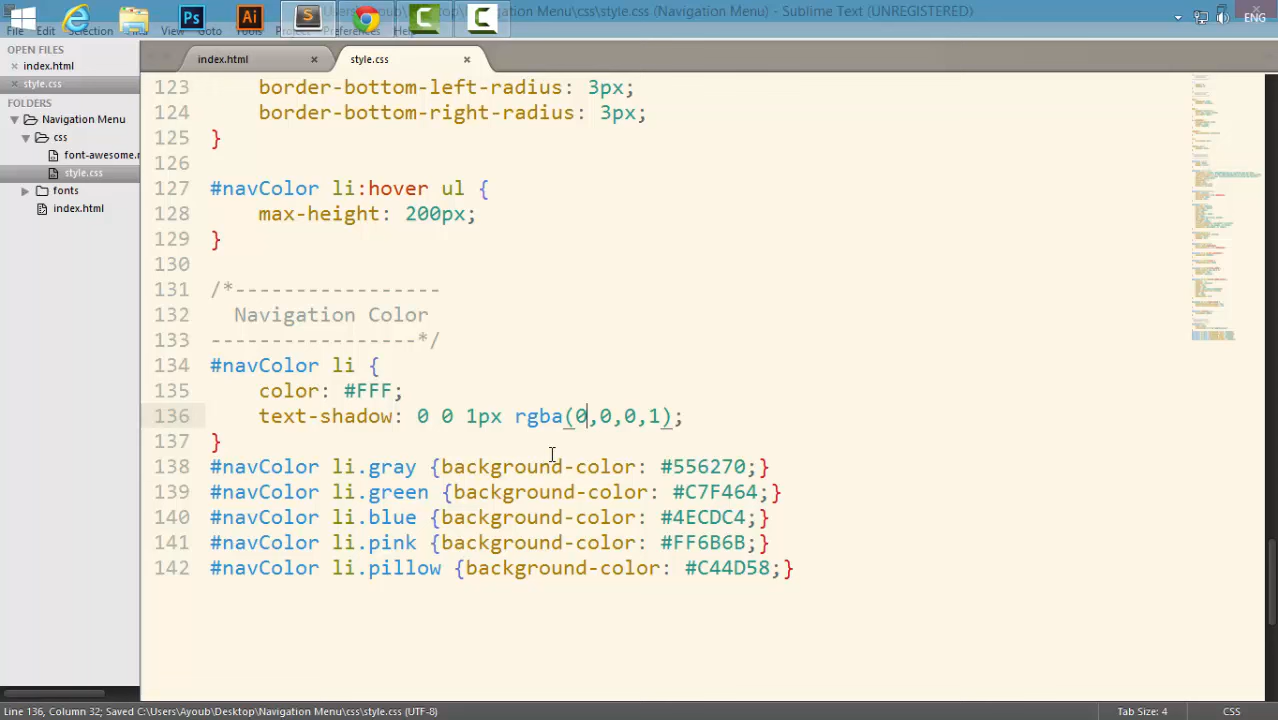 C:\Users\Ayoub\Desktop\Navigation Menu\css\style.css (Navigation Menu) - Sublime Text (UNREGISTERED)
Ps
Ai
S
ENG
File Edit Selection Find View Goto Tools Project Preferences Help
OPEN FILES
index.html
style.css
FOLDERS
Navigation Menu
css
font-awesome.m
style.css
fonts
index.html
index.html
style.css
123 border-bottom-left-radius: 3px;
124 border-bottom-right-radius: 3px;
125 }
126
127 #navColor li:hover ul {
128 max-height: 200px;
129 }
130
131 /*-----------------
132 Navigation Color
133 -----------------*/
134 #navColor li {
135 color: #FFF;
136 text-shadow: 0 0 1px rgba(0,0,0,1);
137 }
138 #navColor li.gray {background-color: #556270;}
139 #navColor li.green {background-color: #C7F464;}
140 #navColor li.blue {background-color: #4ECDC4;}
141 #navColor li.pink {background-color: #FF6B6B;}
142 #navColor li.pillow {background-color: #C44D58;}
Line 136, Column 32; Saved C:\Users\Ayoub\Desktop\Navigation Menu\css\style.css (UTF-8)
Tab Size: 4
CSS